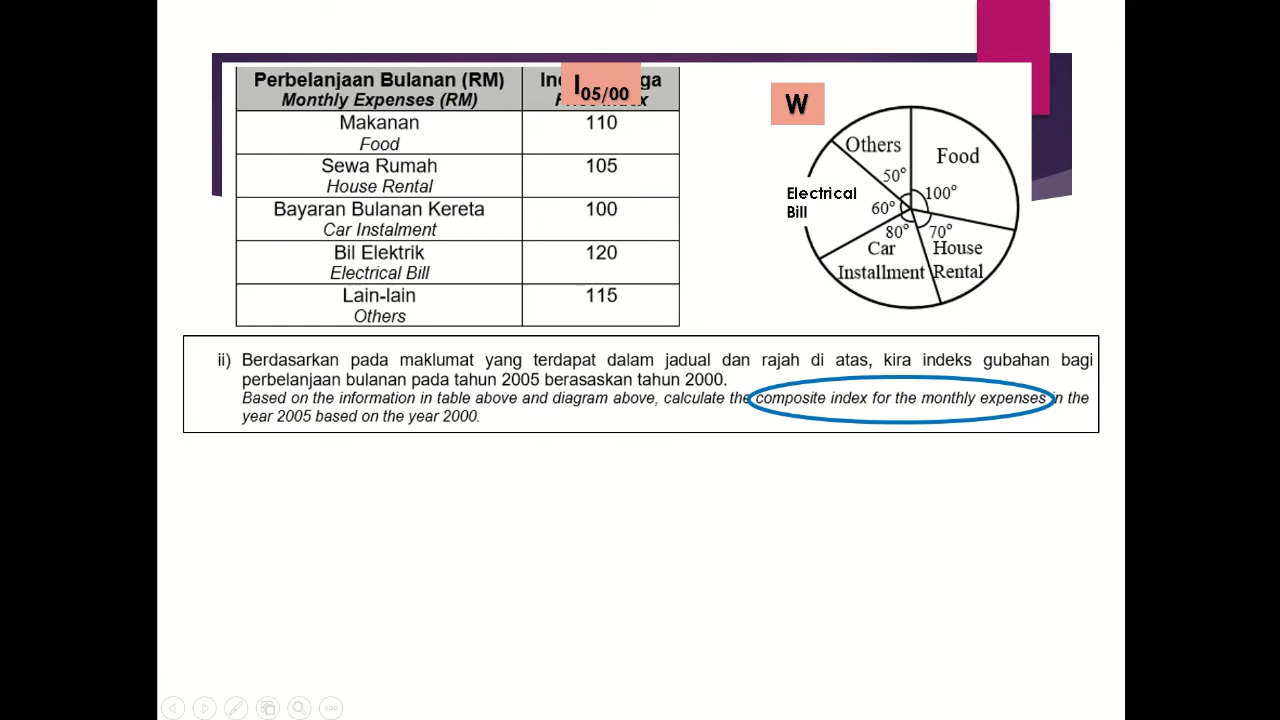 Perbelanjaan Bulanan (RM)
Monthly Expenses (RM)
I05/00
Makanan
Food
110
Sewa Rumah
House Rental
105
Bayaran Bulanan Kereta
Car Instalment
100
Bil Elektrik
Electrical Bill
120
Lain-lain
Others
115
W
Others
Food
50°
100°
Electrical
Bill
60°
80°
70°
Car
Installment
House
Rental
ii) Berdasarkan pada maklumat yang terdapat dalam jadual dan rajah di atas, kira indeks gubahan bagi
perbelanjaan bulanan pada tahun 2005 berasaskan tahun 2000.
Based on the information in table above and diagram above, calculate the composite index for the monthly expenses in the
year 2005 based on the year 2000.